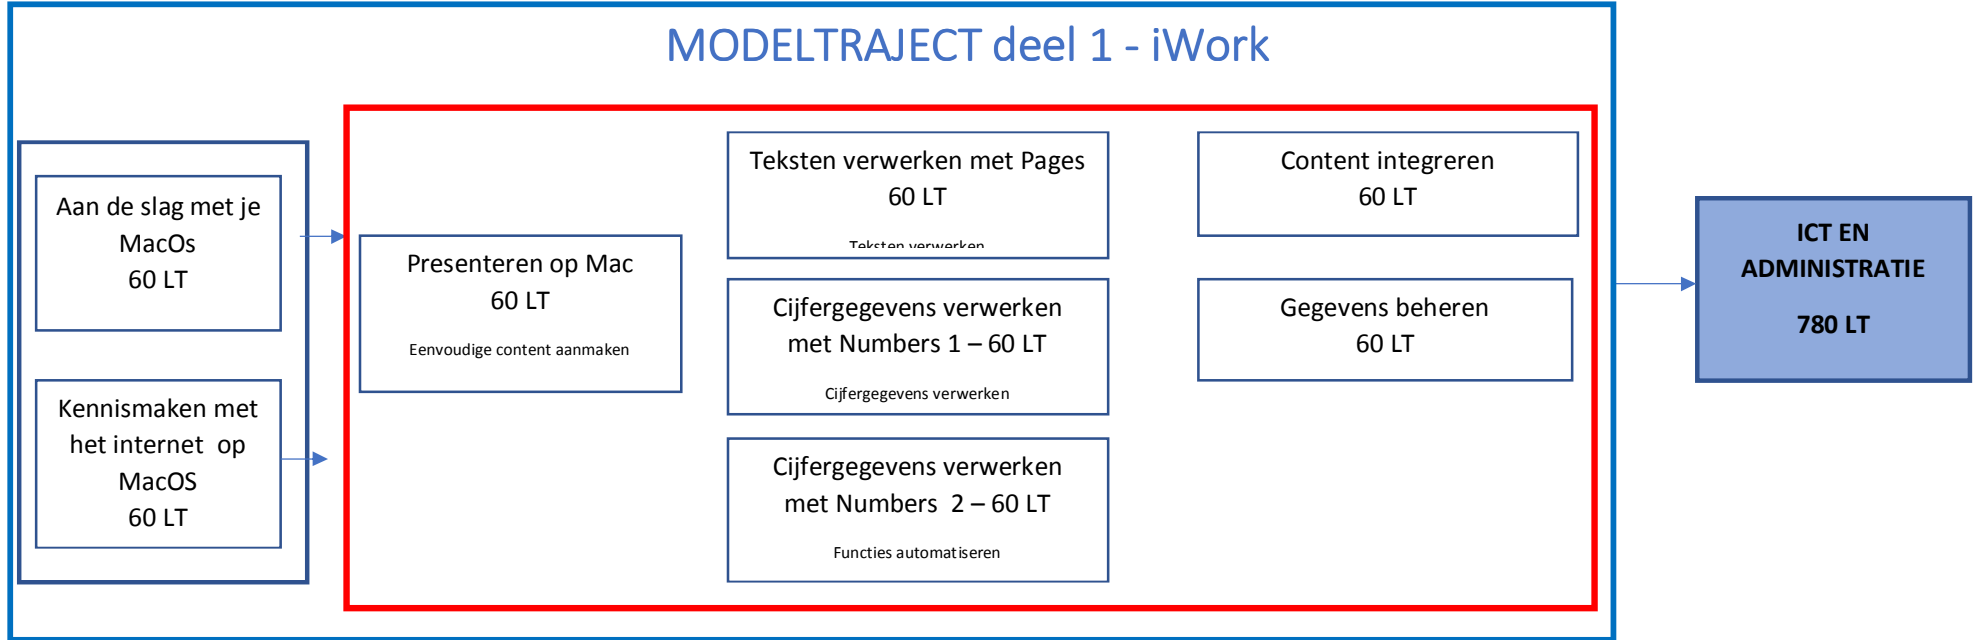 MODELTRAJECT deel 1 - iWork
Aan de slag met je
MacOs
60 LT
Kennismaken met
het internet op
MacOS
60 LT
Presenteren op Mac
60 LT
Eenvoudige content aanmaken
Teksten verwerken met Pages
60 LT
Teksten verwerken
Cijfergegevens verwerken
met Numbers 1 – 60 LT
Cijfergegevens verwerken
Cijfergegevens verwerken
met Numbers 2 – 60 LT
Functies automatiseren
Content integreren
60 LT
Gegevens beheren
60 LT
ICT EN
ADMINISTRATIE
780 LT